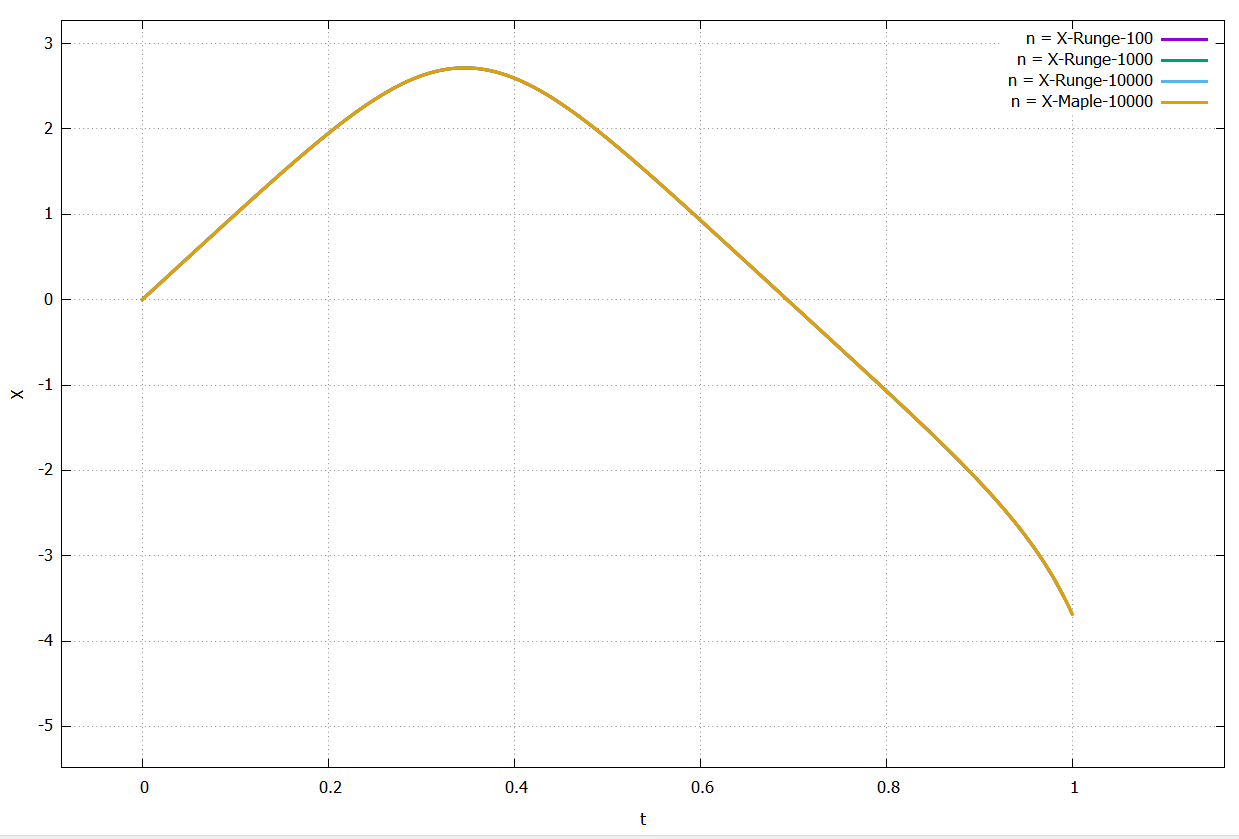 n = X-Runge-100
n = X-Runge-1000
n = X-Runge-10000
n = X-Maple-10000
3
2
1
0
-1
-2
-3
-4
-5
X
0 0.2 0.4 0.6 0.8 1
t